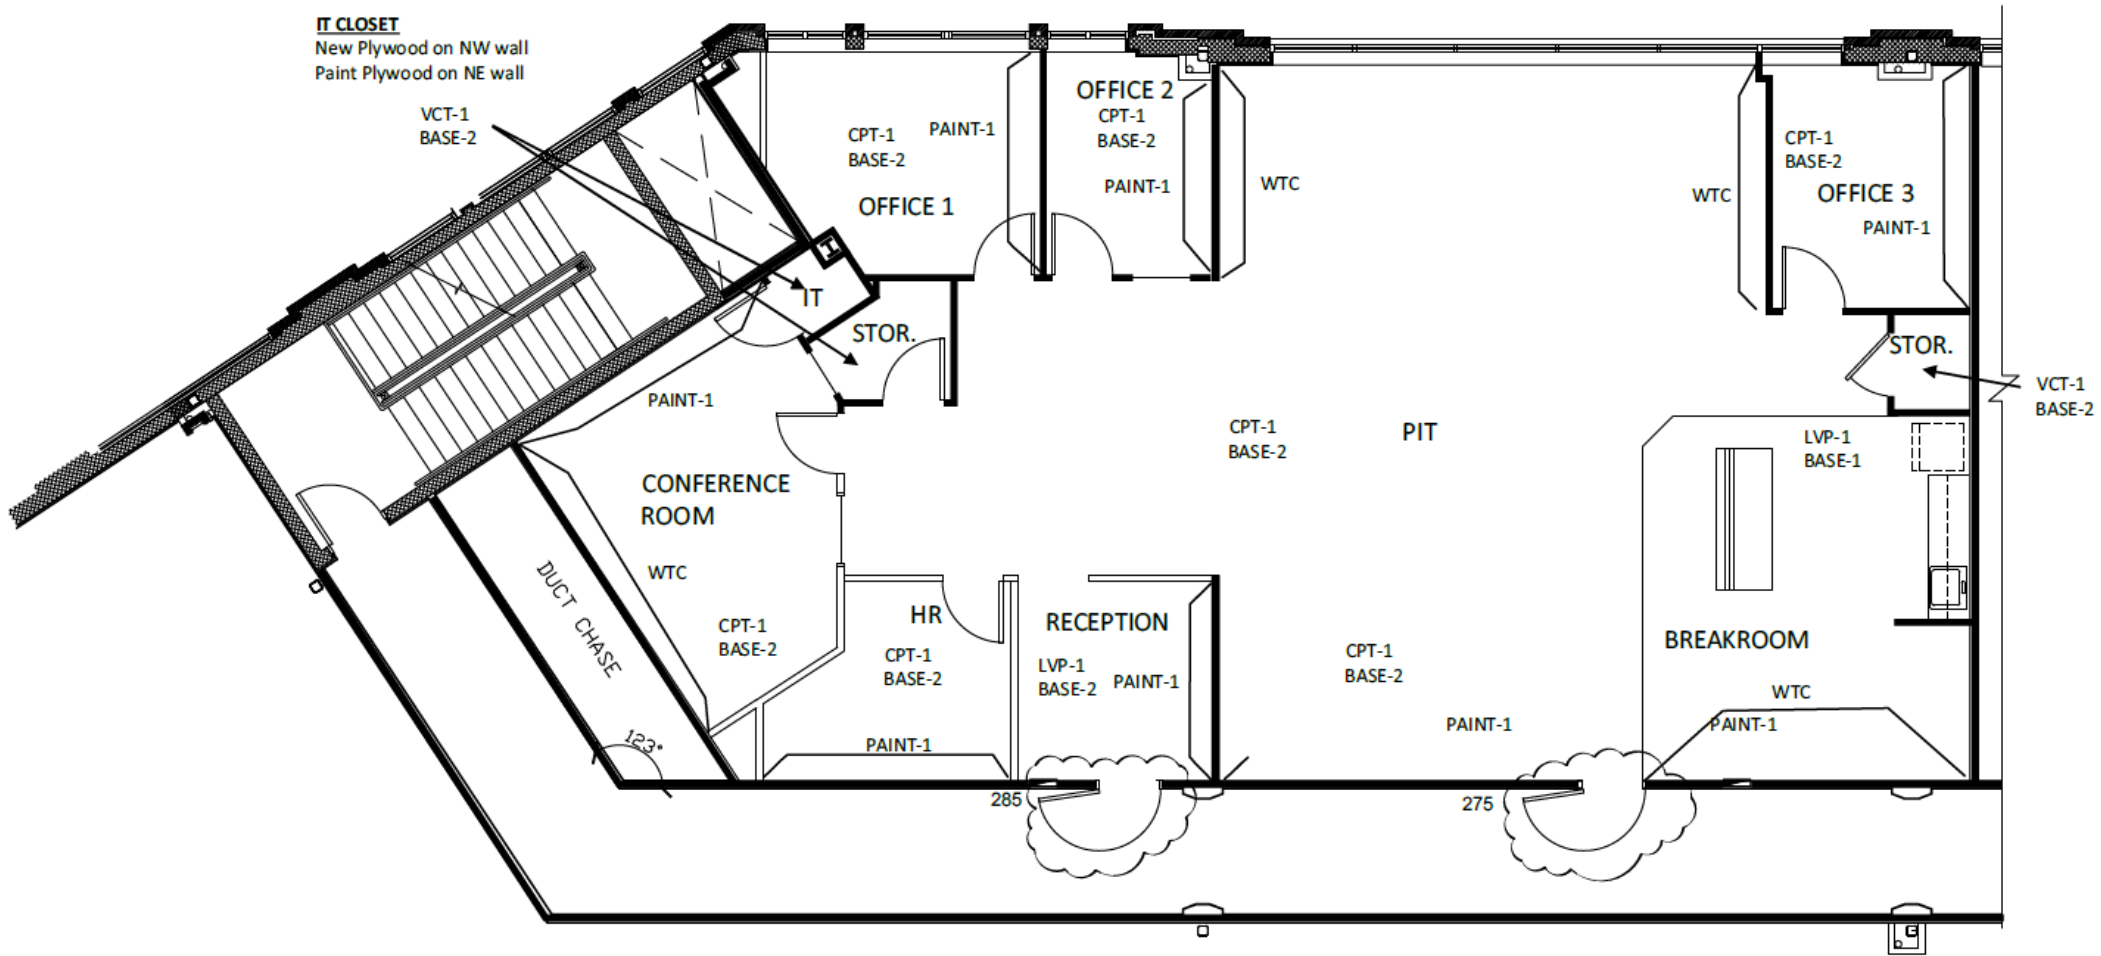 IT CLOSET
New Plywood on NW wall
Paint Plywood on NE wall
VCT-1
BASE-2
CPT-1
BASE-2
PAINT-1
OFFICE 1
OFFICE 2
CPT-1
BASE-2
PAINT-1
WTC
WTC
CPT-1
BASE-2
OFFICE 3
PAINT-1
IT
STOR.
STOR.
VCT-1
BASE-2
PAINT-1
CPT-1
BASE-2
PIT
LVP-1
BASE-1
CONFERENCE
ROOM
WTC
CPT-1
BASE-2
DUCT CHASE
123°
HR
CPT-1
BASE-2
PAINT-1
RECEPTION
LVP-1
BASE-2
PAINT-1
CPT-1
BASE-2
PAINT-1
BREAKROOM
WTC
PAINT-1
285
275